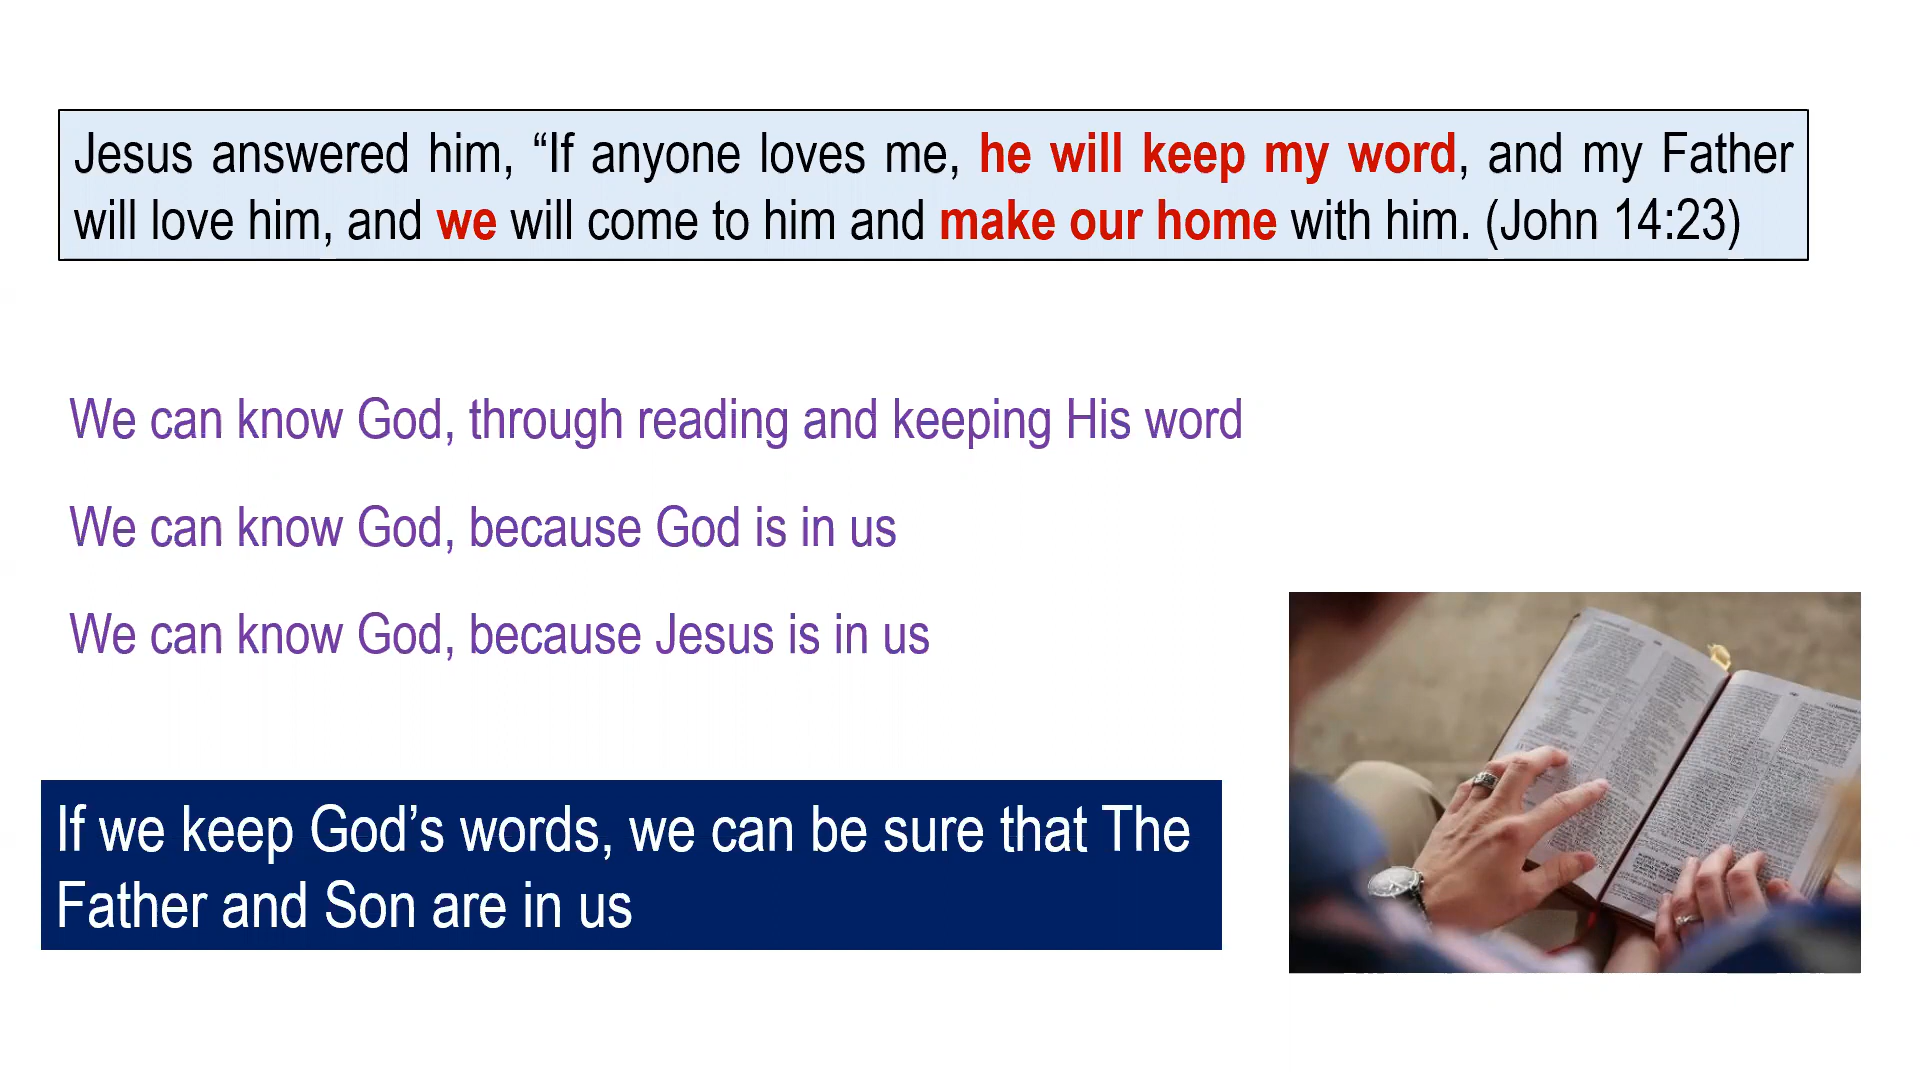 Jesus answered him, “If anyone loves me, he will keep my word, and my Father
will love him, and we will come to him and make our home with him. (John 14:23)
We can know God, through reading and keeping His word
We can know God, because God is in us
We can know God, because Jesus is in us
If we keep God’s words, we can be sure that The
Father and Son are in us